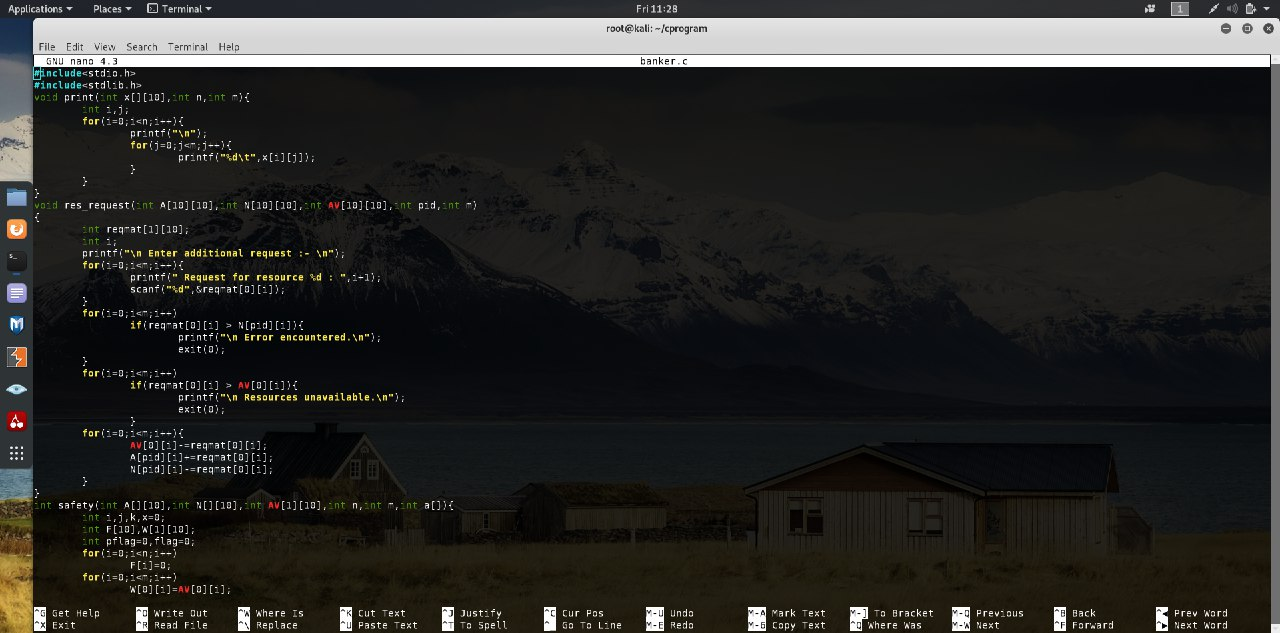 Applications Places Terminal Fri 11:28 1
root@kali: ~/cprogram
File Edit View Search Terminal Help
GNU nano 4.3 banker.c
#include<stdio.h>
#include<stdlib.h>
void print(int x[][10],int n,int m){
int i,j;
for(i=0;i<n;i++){
printf("\n");
for(j=0;j<m;j++){
printf("%d\t",x[i][j]);
}
}
}
void res_request(int A[10][10],int N[10][10],int AV[10][10],int pid,int m)
{
int reqmat[1][10];
int i;
printf("\n Enter additional request :- \n");
for(i=0;i<m;i++){
printf(" Request for resource %d : ",i+1);
scanf("%d",&reqmat[0][i]);
}
for(i=0;i<m;i++)
if(reqmat[0][i] > N[pid][i]){
printf("\n Error encountered.\n");
exit(0);
}
for(i=0;i<m;i++)
if(reqmat[0][i] > AV[0][i]){
printf("\n Resources unavailable.\n");
exit(0);
}
for(i=0;i<m;i++){
AV[0][i]-=reqmat[0][i];
A[pid][i]+=reqmat[0][i];
N[pid][i]-=reqmat[0][i];
}
}
int safety(int A[][10],int N[][10],int AV[1][10],int n,int m,int a[]){
int i,j,k,x=0;
int F[10],W[1][10];
int pflag=0,flag=0;
for(i=0;i<n;i++)
F[i]=0;
for(i=0;i<m;i++)
W[0][i]=AV[0][i];
^G Get Help ^O Write Out ^W Where Is ^K Cut Text ^J Justify ^C Cur Pos M-U Undo M-A Mark Text M-] To Bracket M-Q Previous ^B Back ^◀ Prev Word
^X Exit ^R Read File ^\ Replace ^U Paste Text ^T To Spell ^_ Go To Line M-E Redo M-6 Copy Text ^Q Where Was M-W Next ^F Forward ^▶ Next Word